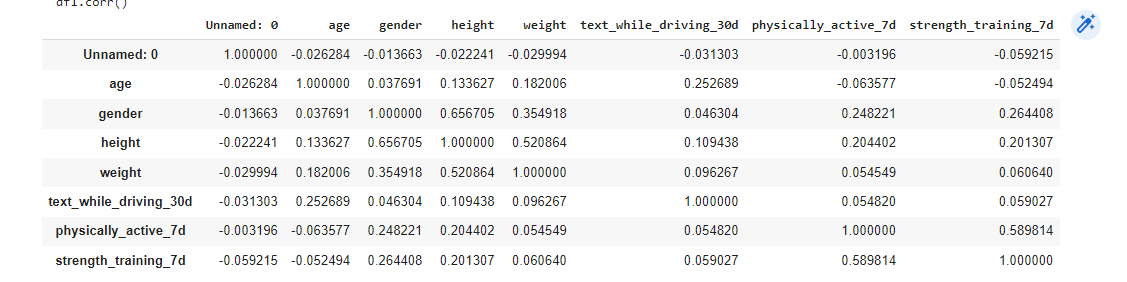 df1.corr()
Unnamed: 0 age gender height weight text_while_driving_30d physically_active_7d strength_training_7d
Unnamed: 0 1.000000 -0.026284 -0.013663 -0.022241 -0.029994 -0.031303 -0.003196 -0.059215
age -0.026284 1.000000 0.037691 0.133627 0.182006 0.252689 -0.063577 -0.052494
gender -0.013663 0.037691 1.000000 0.656705 0.354918 0.046304 0.248221 0.264408
height -0.022241 0.133627 0.656705 1.000000 0.520864 0.109438 0.204402 0.201307
weight -0.029994 0.182006 0.354918 0.520864 1.000000 0.096267 0.054549 0.060640
text_while_driving_30d -0.031303 0.252689 0.046304 0.109438 0.096267 1.000000 0.054820 0.059027
physically_active_7d -0.003196 -0.063577 0.248221 0.204402 0.054549 0.054820 1.000000 0.589814
strength_training_7d -0.059215 -0.052494 0.264408 0.201307 0.060640 0.059027 0.589814 1.000000